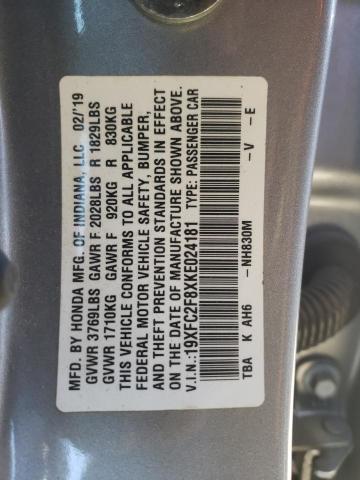 MFD. BY HONDA MFG. OF INDIANA, LLC 02/'19
GVWR 3769LBS GAWR F 2028LBS R 1829LBS
GVWR 1710KG GAWR F 920KG R 830KG
THIS VEHICLE CONFORMS TO ALL APPLICABLE
FEDERAL MOTOR VEHICLE SAFETY, BUMPER,
AND THEFT PREVENTION STANDARDS IN EFFECT
ON THE DATE OF MANUFACTURE SHOWN ABOVE.
V.I.N.:19XFC2F8XKE024181 TYPE: PASSENGER CAR
TBA K AH6 -NH830M -V -E